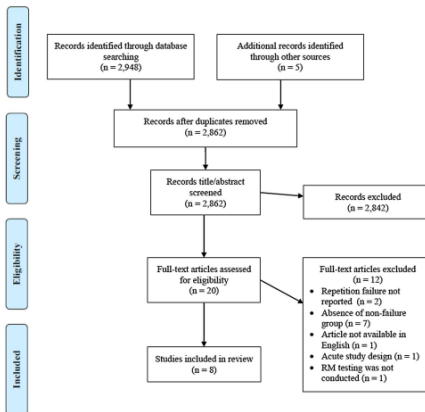 Identification
Records identified through database
searching
(n = 2,948)
Additional records identified
through other sources
(n = 5)
Records after duplicates removed
(n = 2,862)
Screening
Records title/abstract
screened
(n = 2,862)
Records excluded
(n = 2,842)
Eligibility
Full-text articles assessed
for eligibility
(n = 20)
Full-text articles excluded
(n = 12)
• Repetition failure not
reported (n = 2)
• Absence of non-failure
group (n = 7)
• Article not available in
English (n = 1)
• Acute study design (n = 1)
• RM testing was not
conducted (n = 1)
Included
Studies included in review
(n = 8)